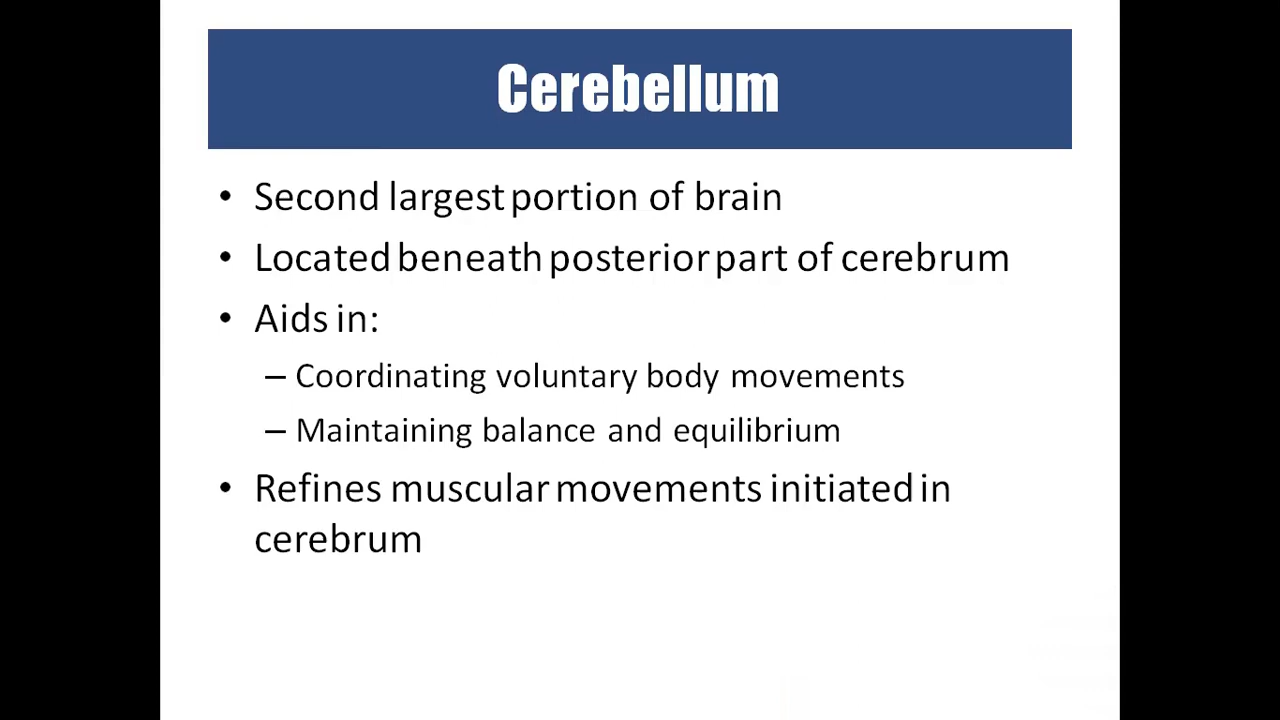 Cerebellum
• Second largest portion of brain
• Located beneath posterior part of cerebrum
• Aids in:
– Coordinating voluntary body movements
– Maintaining balance and equilibrium
• Refines muscular movements initiated in
cerebrum